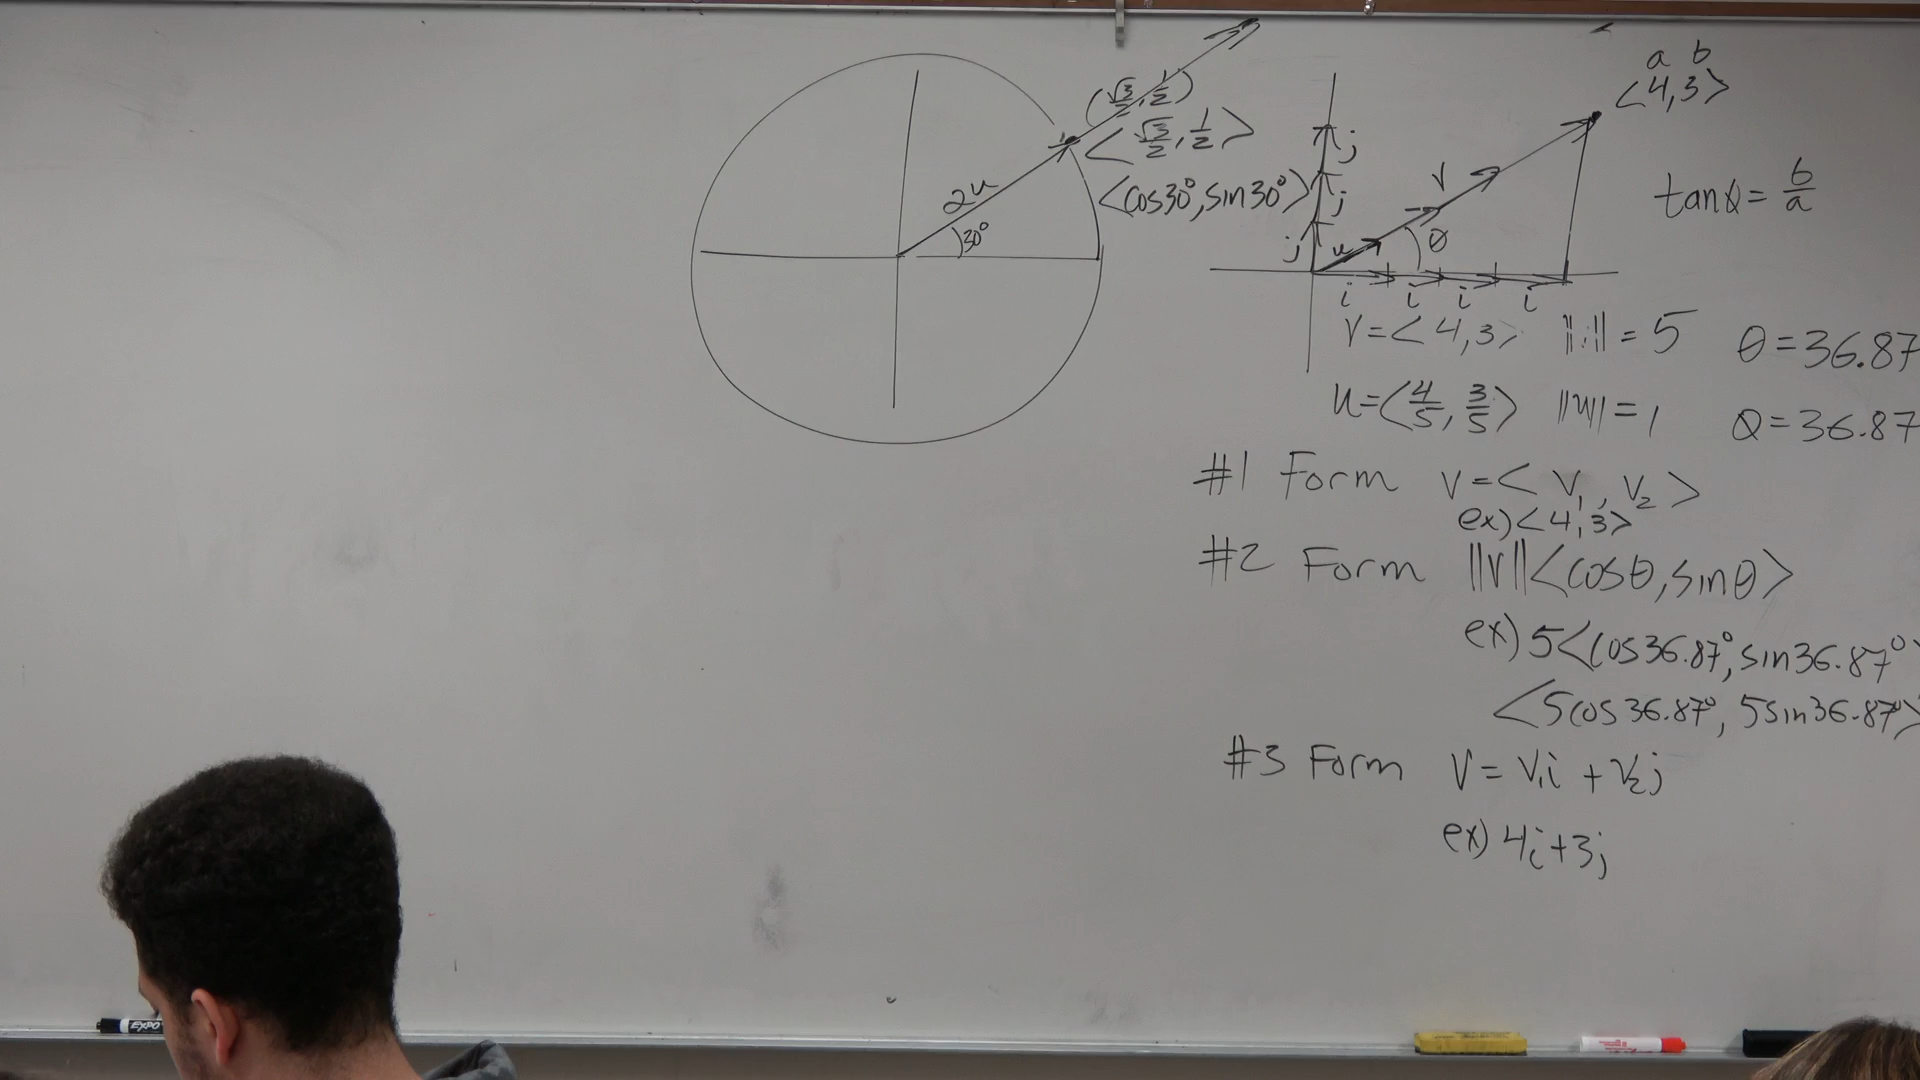 (√3/2, 1/2)
<√3/2, 1/2>
<cos30°, sin30°>
2u
30°
a b
<4,3>
j
j
j
v
u
θ
i i i i
tanθ = b/a
V=<4,3> ||v|| = 5 θ=36.87
u=<4/5, 3/5> ||u|| = 1 θ=36.87
#1 Form v=< V₁, V₂ >
ex) <4,3>
#2 Form ||V||<cosθ, sinθ>
ex) 5<cos36.87°, sin36.87°>
<5cos36.87°, 5sin36.87°>
#3 Form V = V₁i + V₂j
ex) 4i+3j
EXPO